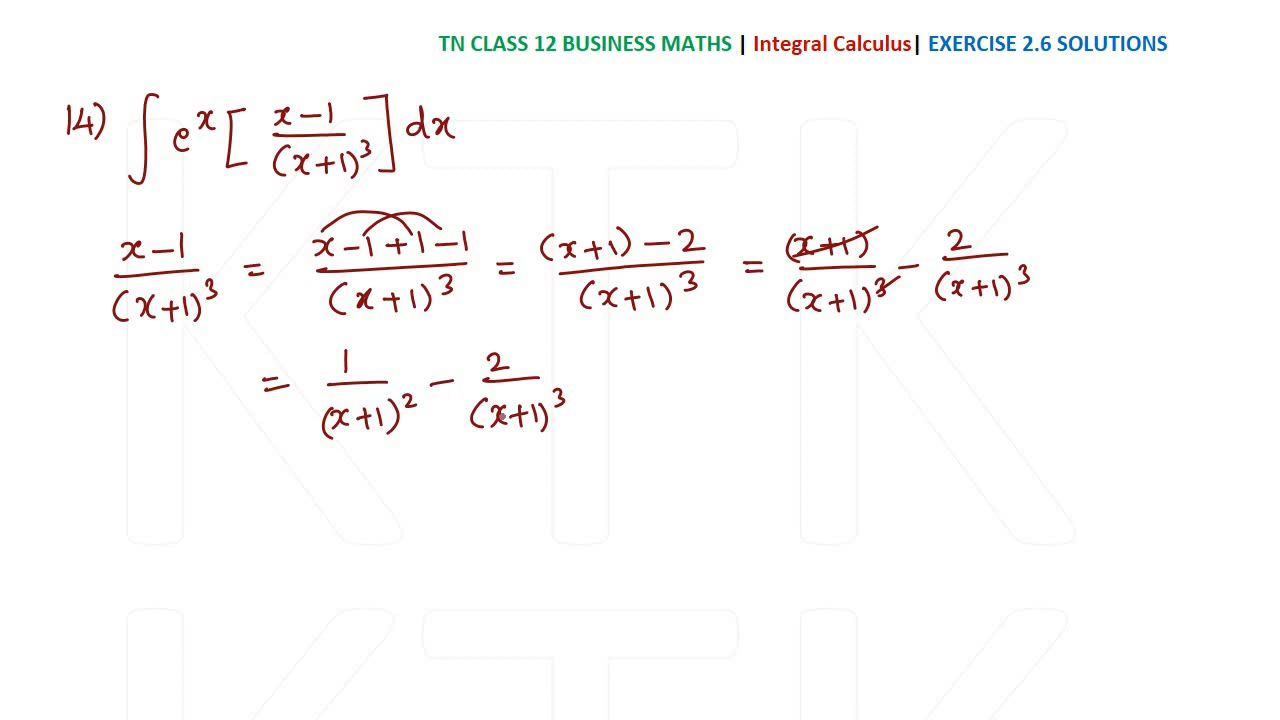 TN CLASS 12 BUSINESS MATHS | Integral Calculus| EXERCISE 2.6 SOLUTIONS
14) ∫ e^x [ (x-1)/(x+1)^3 ] dx
(x-1)/(x+1)^3 = (x-1+1-1)/(x+1)^3 = ((x+1)-2)/(x+1)^3 = (x+1)/(x+1)^3 - 2/(x+1)^3
= 1/(x+1)^2 - 2/(x+1)^3
KTK
KTK